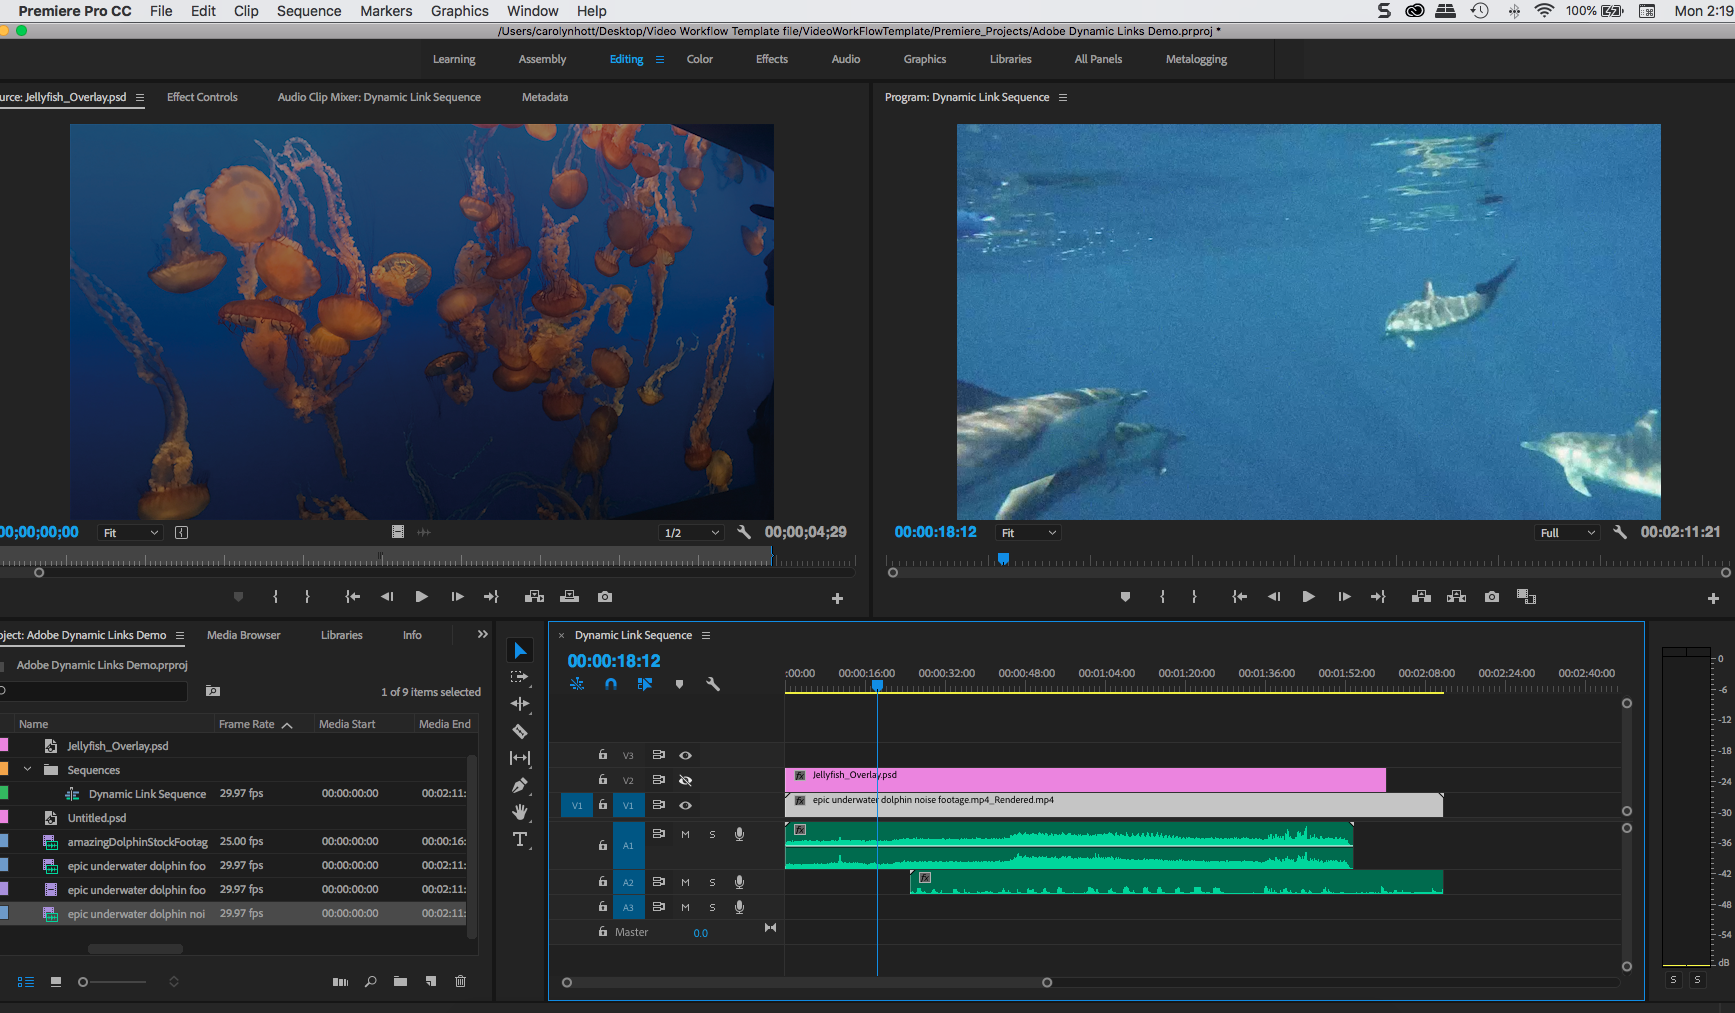 Premiere Pro CC File Edit Clip Sequence Markers Graphics Window Help 100% Mon 2:19
/Users/carolynhott/Desktop/Video Workflow Template file/VideoWorkFlowTemplate/Premiere_Projects/Adobe Dynamic Links Demo.prproj *
Learning Assembly Editing Color Effects Audio Graphics Libraries All Panels Metalogging
urce: Jellyfish_Overlay.psd Effect Controls Audio Clip Mixer: Dynamic Link Sequence Metadata
Program: Dynamic Link Sequence
00;00;00;00 Fit 1/2 00;00;04;29
00:00:18:12 Fit Full 00:02:11:21
oject: Adobe Dynamic Links Demo Media Browser Libraries Info
Adobe Dynamic Links Demo.prproj
1 of 9 items selected
Name Frame Rate Media Start Media End
Jellyfish_Overlay.psd
Sequences
Dynamic Link Sequence 29.97 fps 00:00:00:00 00:02:11:
Untitled.psd
amazingDolphinStockFootag 25.00 fps 00:00:00:00 00:00:16:
epic underwater dolphin foo 29.97 fps 00:00:00:00 00:02:11:
epic underwater dolphin foo 29.97 fps 00:00:00:00 00:02:11:
epic underwater dolphin noi 29.97 fps 00:00:00:00 00:02:11:
× Dynamic Link Sequence
00:00:18:12
:00:00 00:00:16:00 00:00:32:00 00:00:48:00 00:01:04:00 00:01:20:00 00:01:36:00 00:01:52:00 00:02:08:00 00:02:24:00 00:02:40:00
V3
V2 fx Jellyfish_Overlay.psd
V1 V1 fx epic underwater dolphin noise footage.mp4_Rendered.mp4
A1 M S fx
A2 M S fx
A3 M S
Master 0.0
T
0
-6
-12
-18
-24
-30
-36
-42
-48
-54
dB
S S